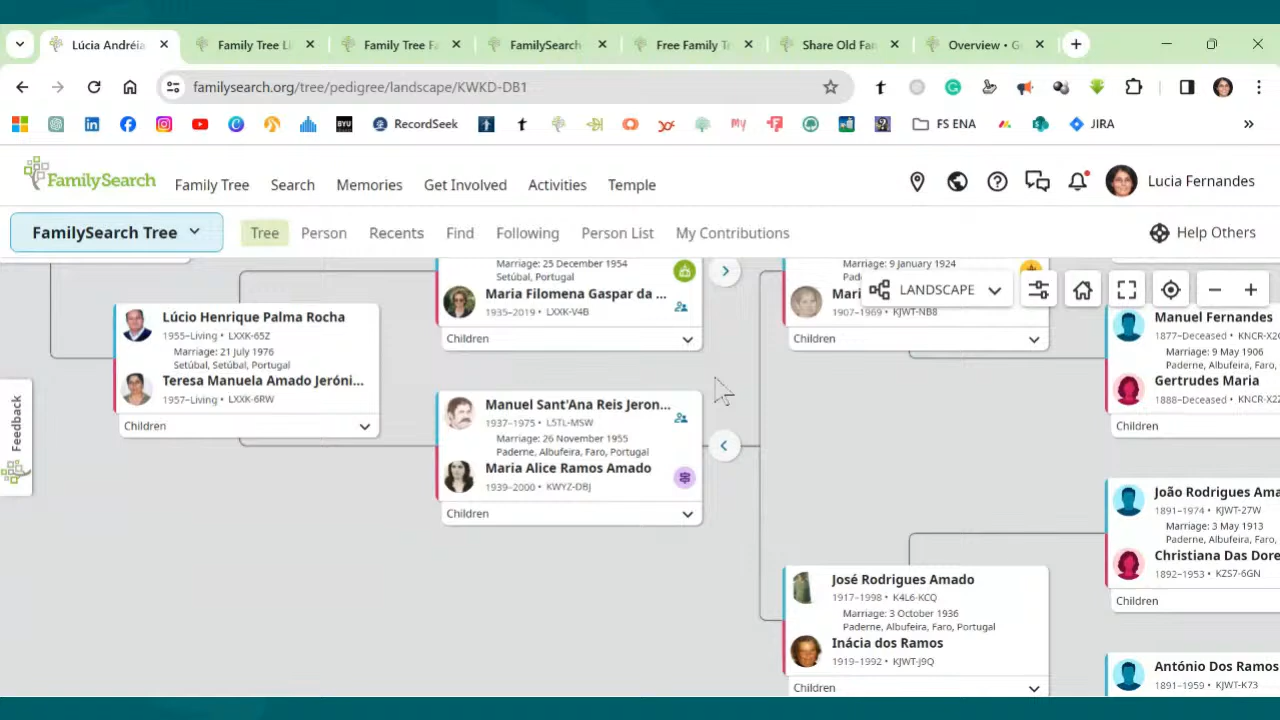 Lúcia Andréia
Family Tree Li
Family Tree Fa
FamilySearch
Free Family Tr
Share Old Fam
Overview • G
familysearch.org/tree/pedigree/landscape/KWKD-DB1
BYU
RecordSeek
FS ENA
JIRA
FamilySearch
Family Tree
Search
Memories
Get Involved
Activities
Temple
Lucia Fernandes
FamilySearch Tree
Tree
Person
Recents
Find
Following
Person List
My Contributions
Help Others
LANDSCAPE
Feedback
Lúcio Henrique Palma Rocha
1955–Living • LXXK-65Z
Marriage: 21 July 1976
Setúbal, Setúbal, Portugal
Teresa Manuela Amado Jeróni...
1957–Living • LXXK-6RW
Children
Marriage: 25 December 1954
Setúbal, Portugal
Maria Filomena Gaspar da ...
1935–2019 • LXXK-V4B
Children
Manuel Sant'Ana Reis Jeron...
1937–1975 • L5TL-MSW
Marriage: 26 November 1955
Paderne, Albufeira, Faro, Portugal
Maria Alice Ramos Amado
1939–2000 • KWYZ-DBJ
Children
Marriage: 9 January 1924
Pad
Mari
1907–1969 • KJWT-NB8
Children
José Rodrigues Amado
1917–1998 • K4L6-KCQ
Marriage: 3 October 1936
Paderne, Albufeira, Faro, Portugal
Inácia dos Ramos
1919–1992 • KJWT-J9Q
Children
Manuel Fernandes
1877–Deceased • KNCR-X2
Marriage: 9 May 1906
Paderne, Albufeira, Faro,
Gertrudes Maria
1888–Deceased • KNCR-X2
Children
João Rodrigues Ama
1891–1974 • KJWT-27W
Marriage: 3 May 1913
Paderne, Albufeira, Faro,
Christiana Das Dore
1892–1953 • KZS7-6GN
Children
António Dos Ramos
1891–1959 • KJWT-K73